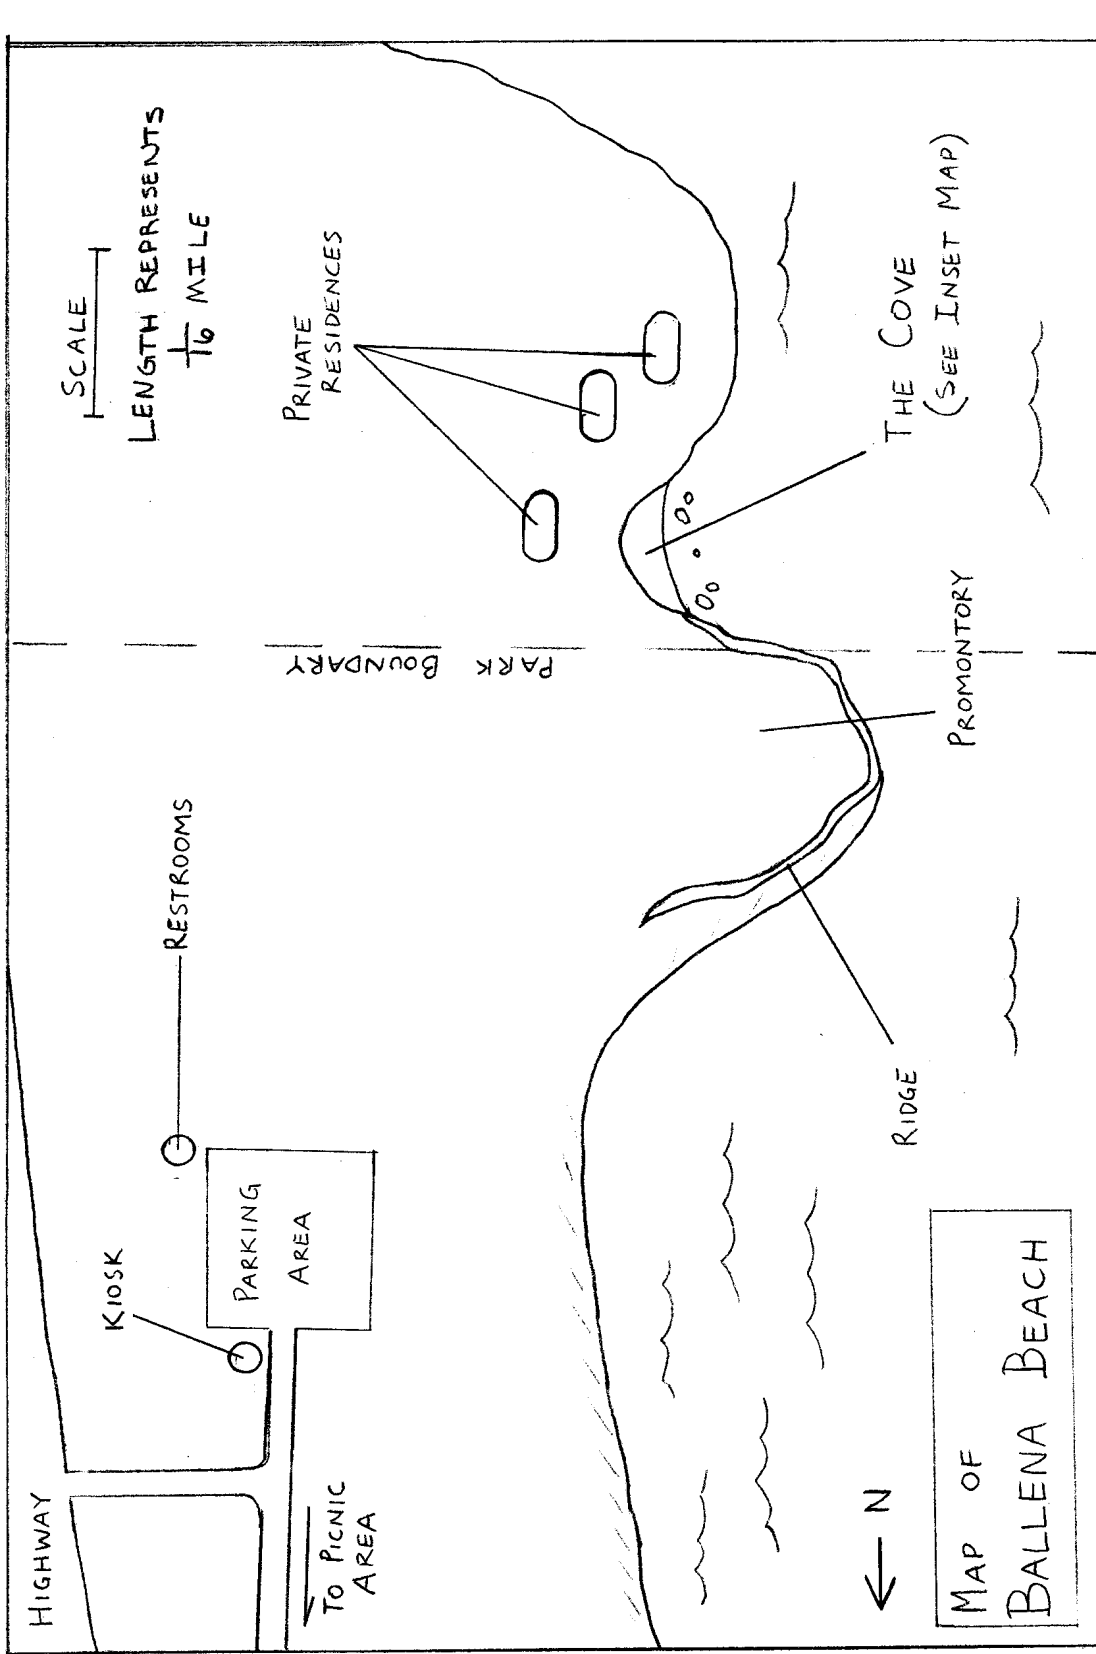 SCALE
LENGTH REPRESENTS
1/16 MILE
HIGHWAY
KIOSK
RESTROOMS
PARKING
AREA
TO PICNIC
AREA
PARK BOUNDARY
PRIVATE
RESIDENCES
RIDGE
PROMONTORY
THE COVE
(SEE INSET MAP)
N
MAP OF
BALLENA BEACH